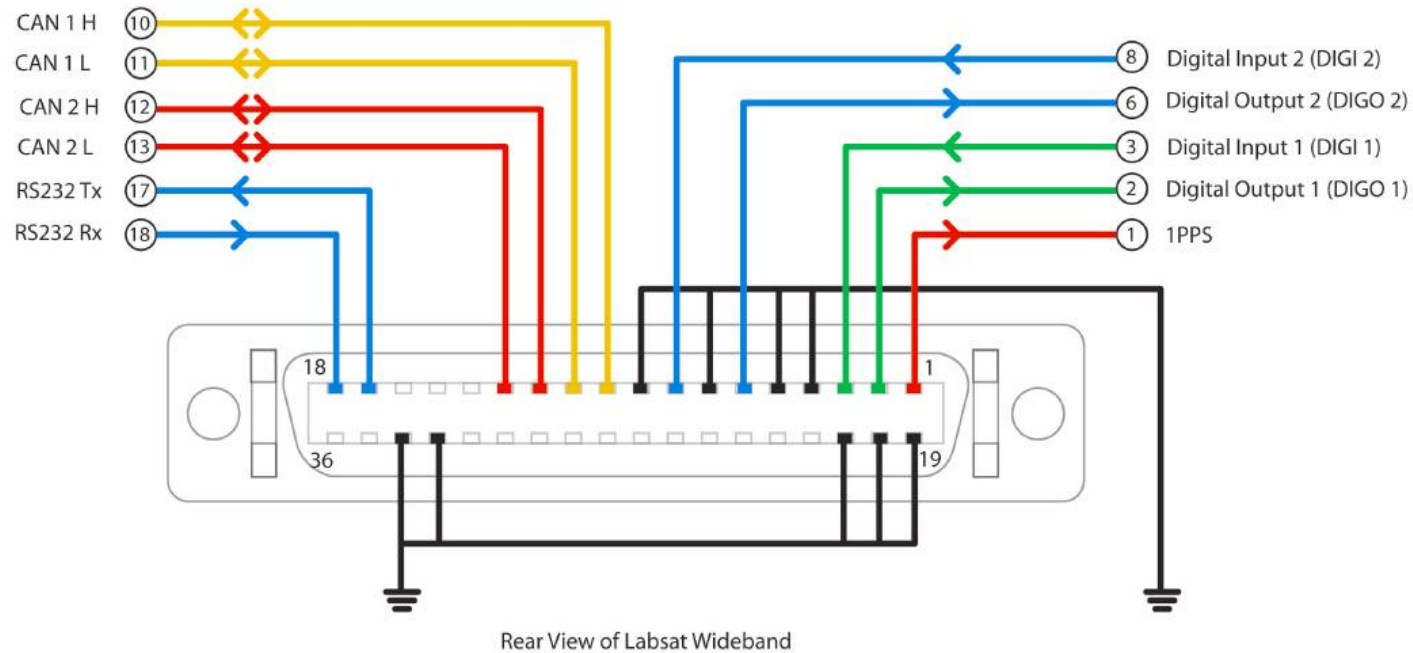 CAN 1 H 10
CAN 1 L 11
CAN 2 H 12
CAN 2 L 13
RS232 Tx 17
RS232 Rx 18
8 Digital Input 2 (DIGI 2)
6 Digital Output 2 (DIGO 2)
3 Digital Input 1 (DIGI 1)
2 Digital Output 1 (DIGO 1)
1 1PPS
18 1
36 19
Rear View of Labsat Wideband